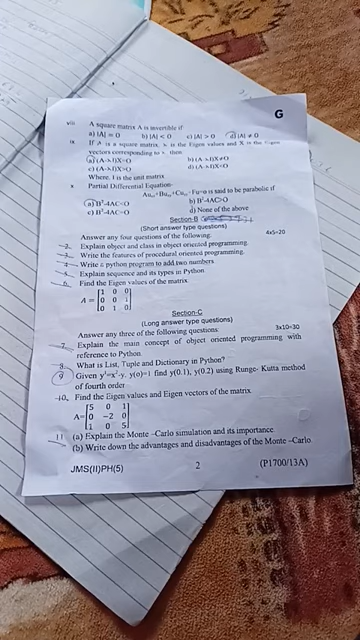 G
viii A square matrix A is invertible if
a) |A| = 0 b) |A| < 0 c) |A| > 0 d) |A| ≠ 0
ix If A is a square matrix, λ is the Eigen values and X is the Eigen
vectors corresponding to λ then
(a) (A-λI)X=0 b) (A-λI)X≠0
c) (A-λI)X>0 d) (A-λI)X<0
Where, I is the unit matrix
x Partial Differential Equation-
is said to be parabolic if
(a) B²-4AC=0 b) B²-4AC>0
c) B²-4AC<0 d) None of the above
Section-B
(Short answer type questions)
Answer any four questions of the following. 4x5=20
2. Explain object and class in object oriented programming.
3. Write the features of procedural oriented programming.
4. Write a python program to add two numbers
5. Explain sequence and its types in Python
6. Find the Eigen values of the matrix
1 0 0
A = 0 0 1
0 1 0
Section-C
(Long answer type questions)
Answer any three of the following questions 3x10=30
7. Explain the main concept of object oriented programming with
reference to Python
8. What is List, Tuple and Dictionary in Python?
9 Given y¹=x²-y, y(o)=1 find y(0.1), y(0.2) using Runge- Kutta method
of fourth order
10. Find the Eigen values and Eigen vectors of the matrix.
5 0 1
A= 0 -2 0
1 0 5
11 (a) Explain the Monte -Carlo simulation and its importance
(b) Write down the advantages and disadvantages of the Monte -Carlo
JMS(II)PH(5) 2 (P1700/13A)